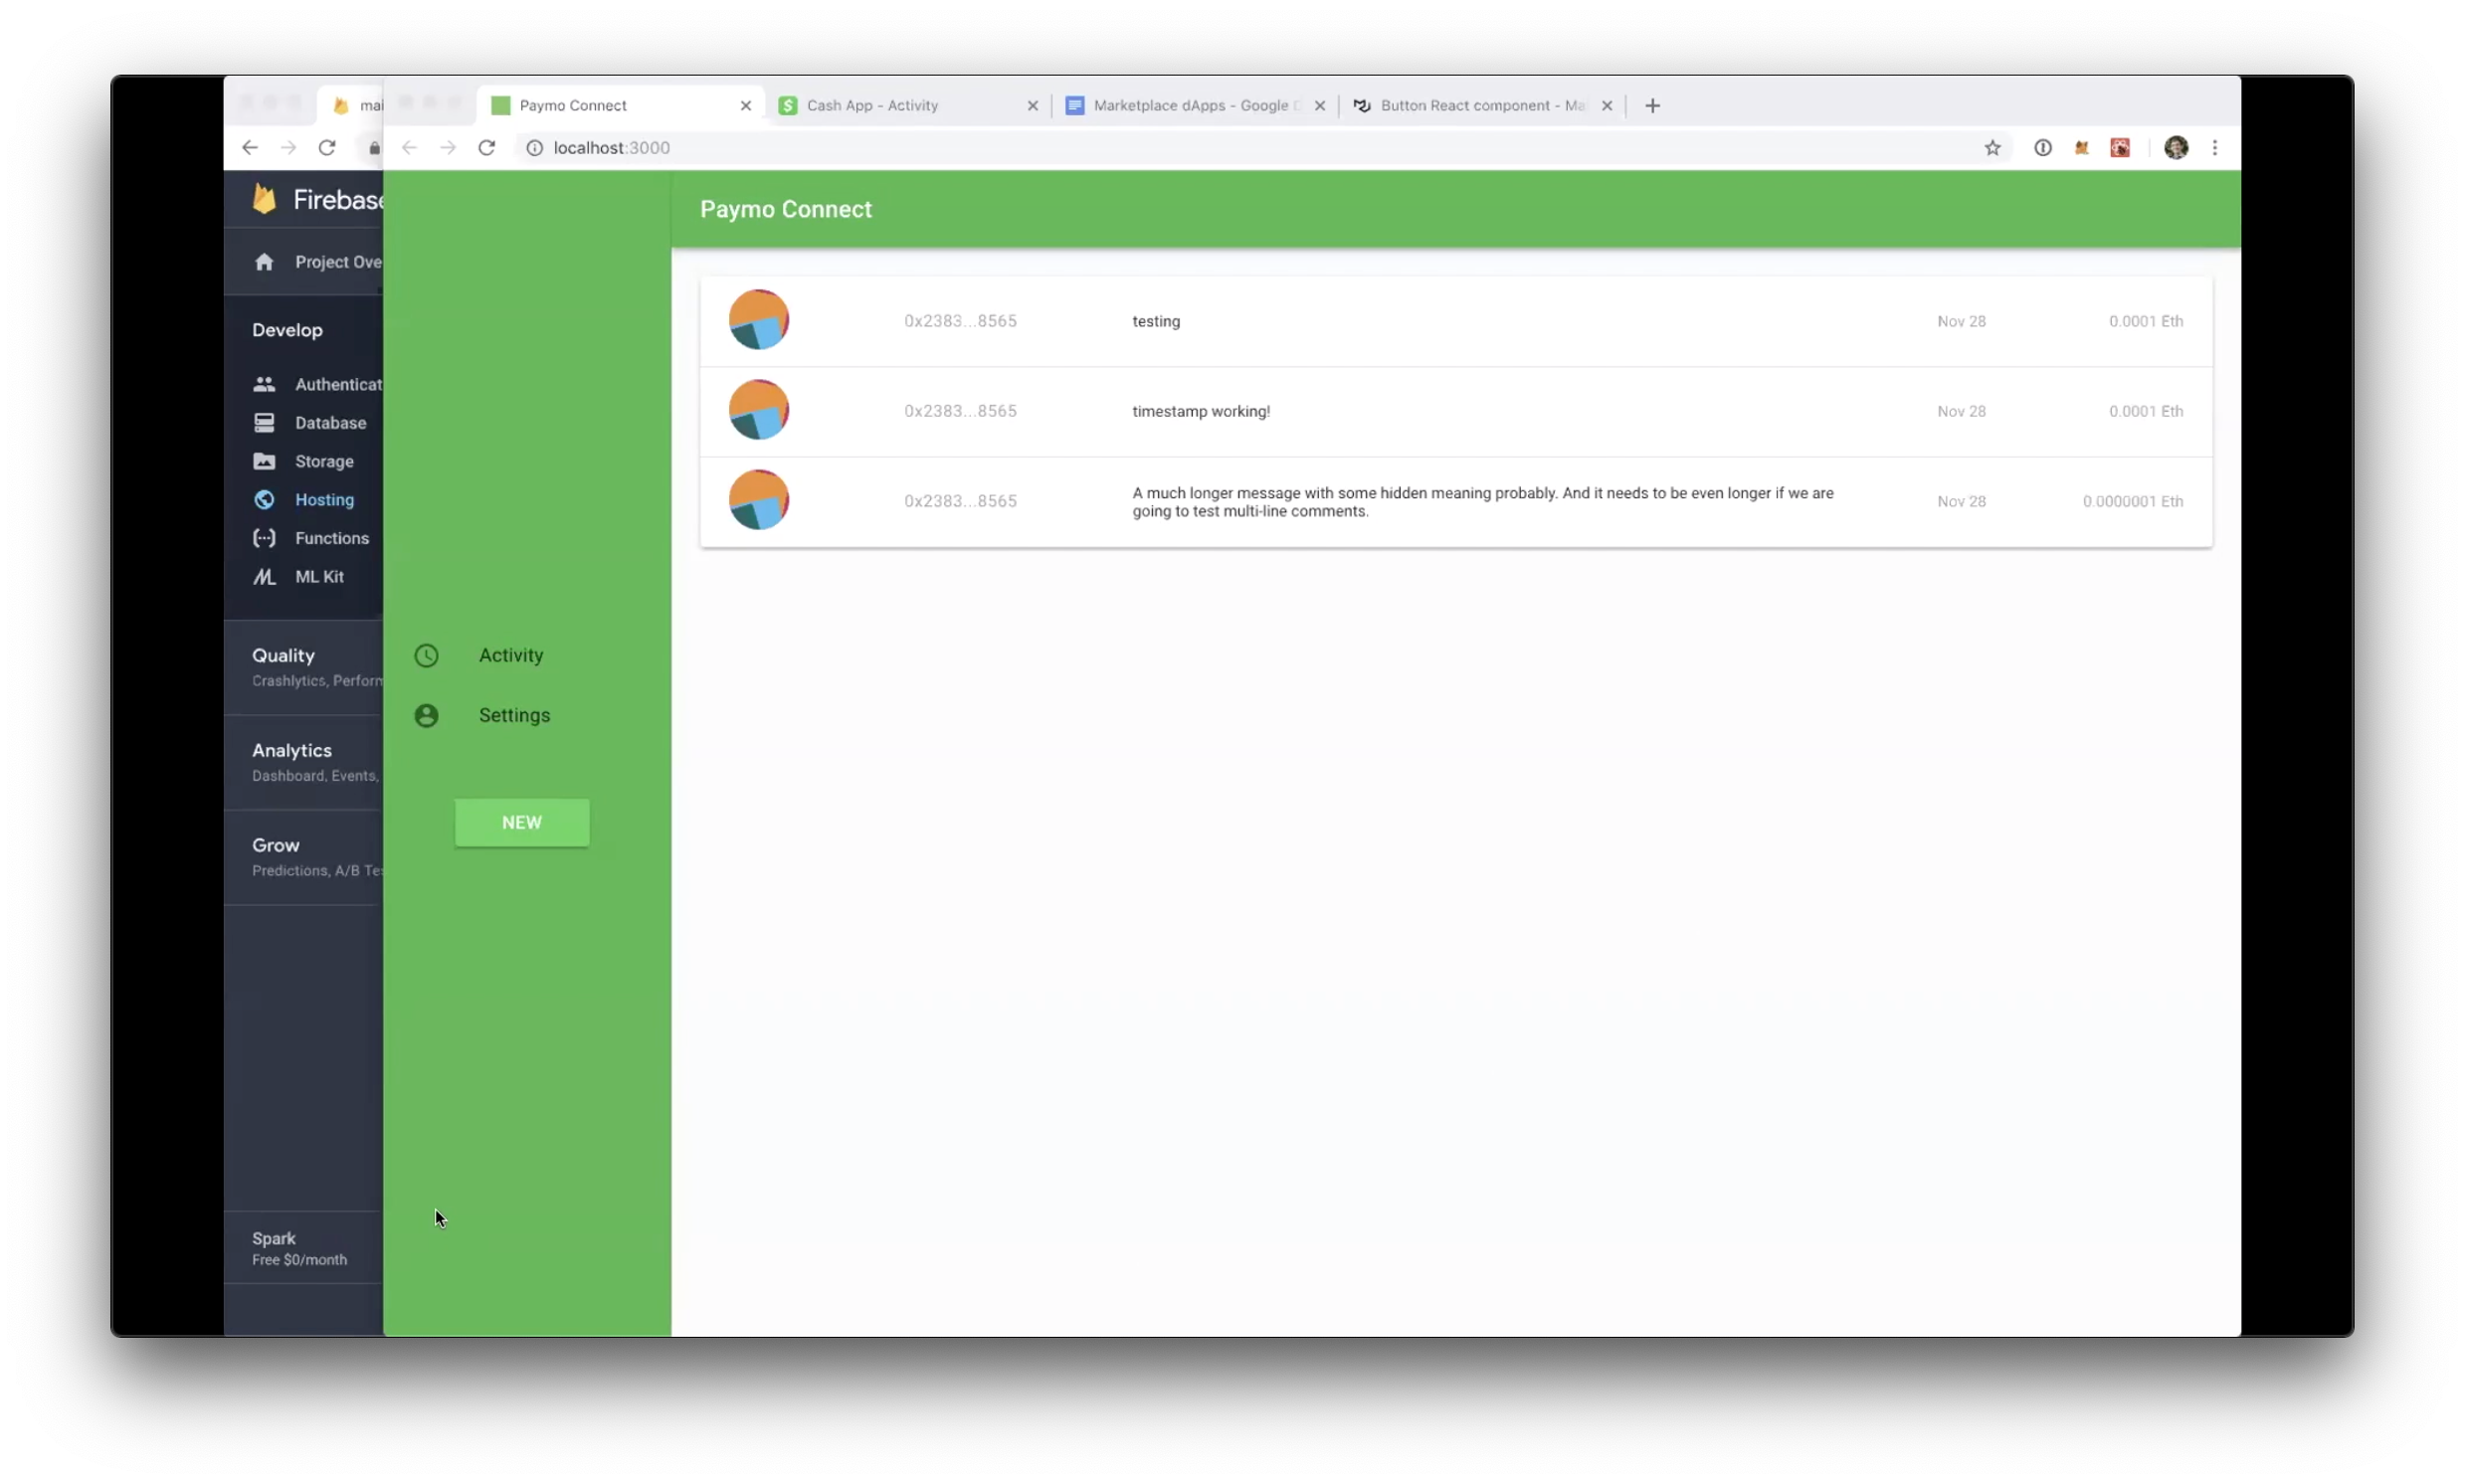 mai
Paymo Connect
Cash App - Activity
Marketplace dApps - Google
Button React component - Ma
localhost:3000
Firebase
Project Ove
Develop
Authenticat
Database
Storage
Hosting
Functions
ML Kit
Quality
Crashlytics, Perform
Analytics
Dashboard, Events,
Grow
Predictions, A/B Tes
Spark
Free $0/month
Activity
Settings
NEW
Paymo Connect
0x2383...8565 testing Nov 28 0.0001 Eth
0x2383...8565 timestamp working! Nov 28 0.0001 Eth
0x2383...8565 A much longer message with some hidden meaning probably. And it needs to be even longer if we are Nov 28 0.0000001 Eth
going to test multi-line comments.